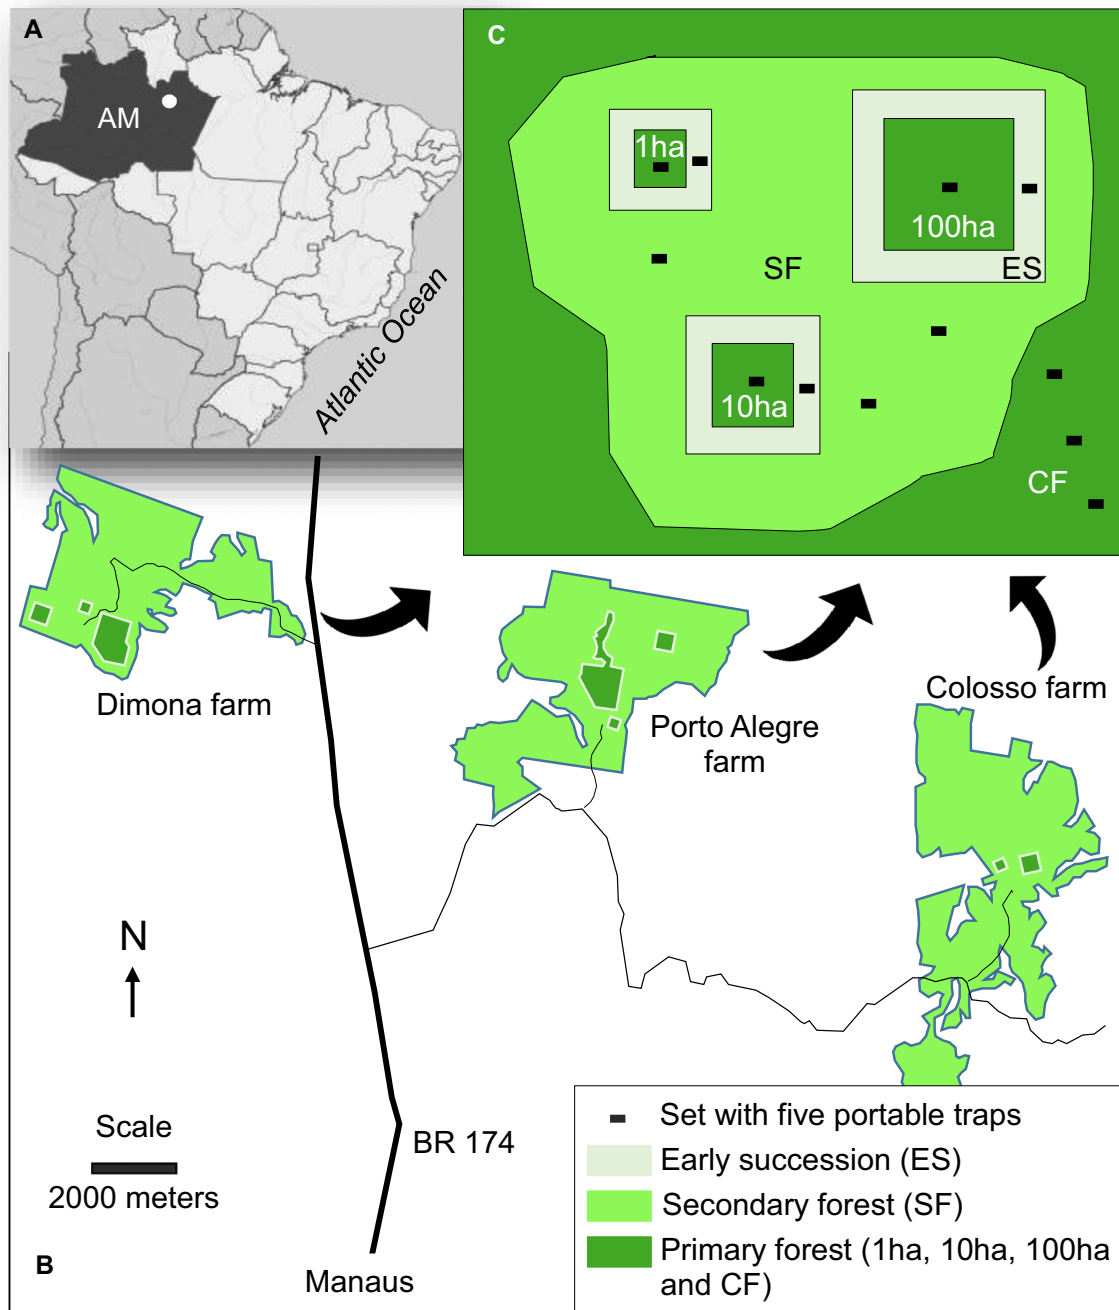 A
AM
Atlantic Ocean
C
1ha
100ha
SF
ES
10ha
CF
Dimona farm
Porto Alegre
farm
Colosso farm
N
Scale
2000 meters
BR 174
Manaus
B
Set with five portable traps
Early succession (ES)
Secondary forest (SF)
Primary forest (1ha, 10ha, 100ha
and CF)